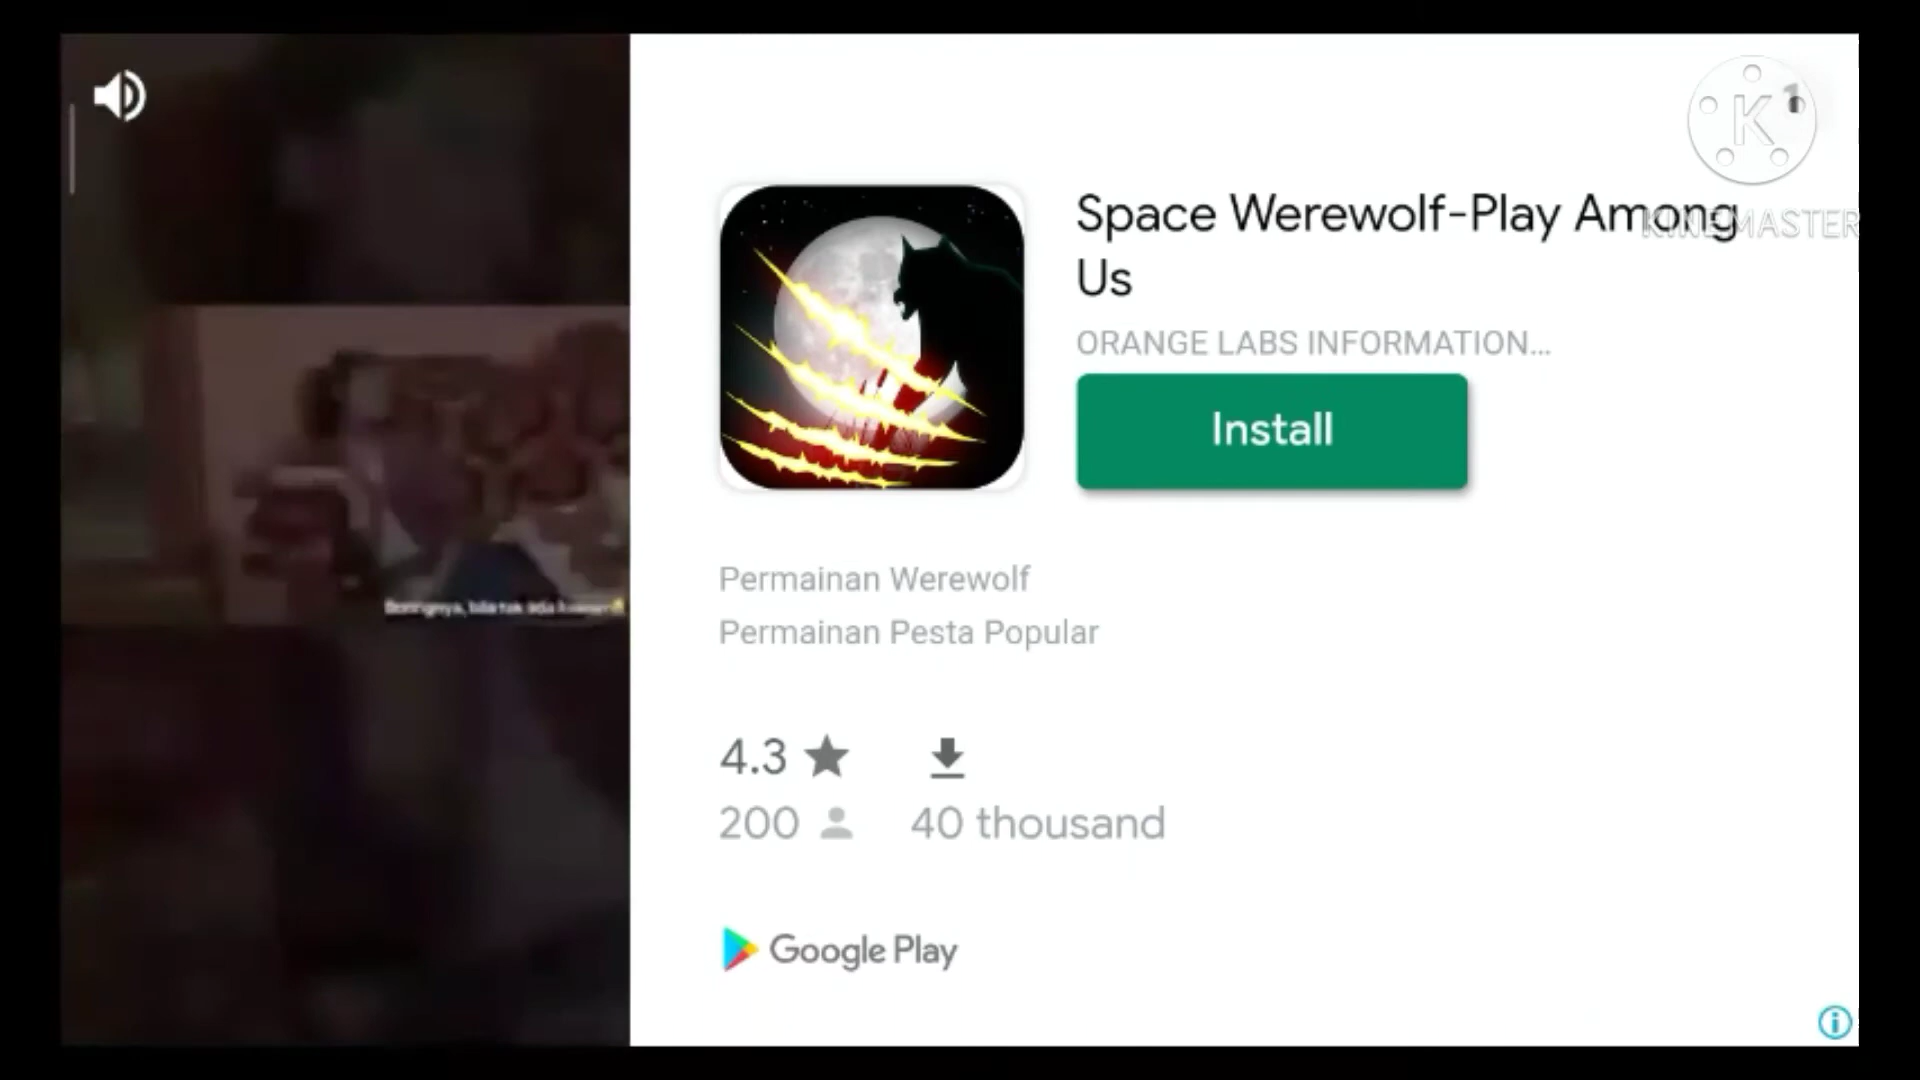 K
1
KINEMASTER
Space Werewolf-Play Among
Us
ORANGE LABS INFORMATION...
Install
Permainan Werewolf
Permainan Pesta Popular
4.3
200
40 thousand
Google Play